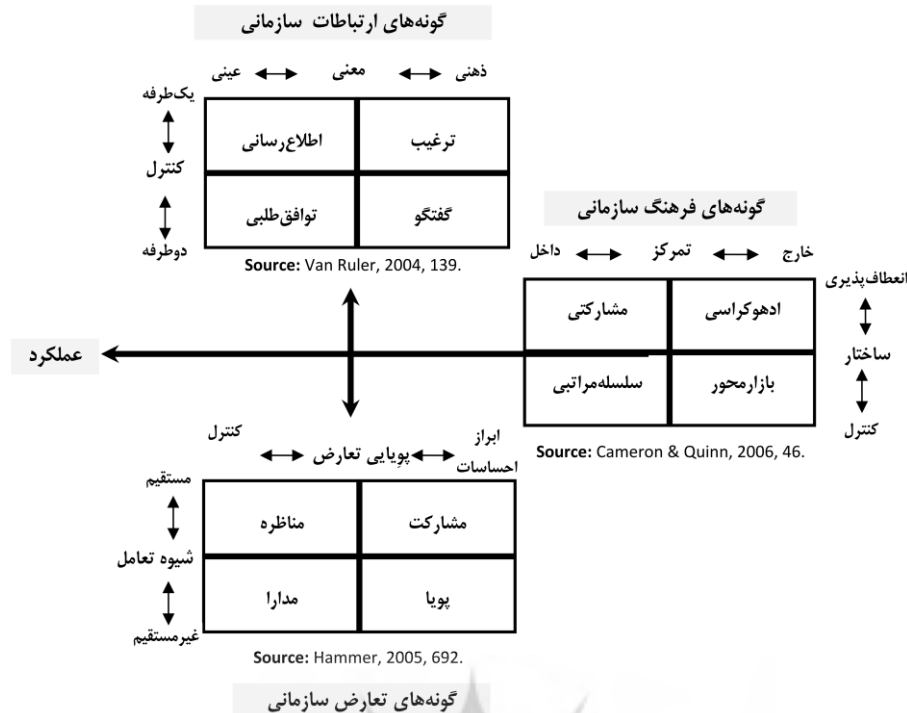 گونه‌های ارتباطات سازمانی
ذهنی معنی عینی
یک‌طرفه
کنترل
دوطرفه
ترغیب اطلاع‌رسانی
گفتگو توافق‌طلبی
Source: Van Ruler, 2004, 139.
گونه‌های فرهنگ سازمانی
خارج تمرکز داخل
انعطاف‌پذیری
ساختار
کنترل
ادهوکراسی مشارکتی
بازارمحور سلسله‌مراتبی
Source: Cameron & Quinn, 2006, 46.
عملکرد
ابراز احساسات پویایی تعارض کنترل
مستقیم
شیوه تعامل
غیرمستقیم
مشارکت مناظره
پویا مدارا
Source: Hammer, 2005, 692.
گونه‌های تعارض سازمانی